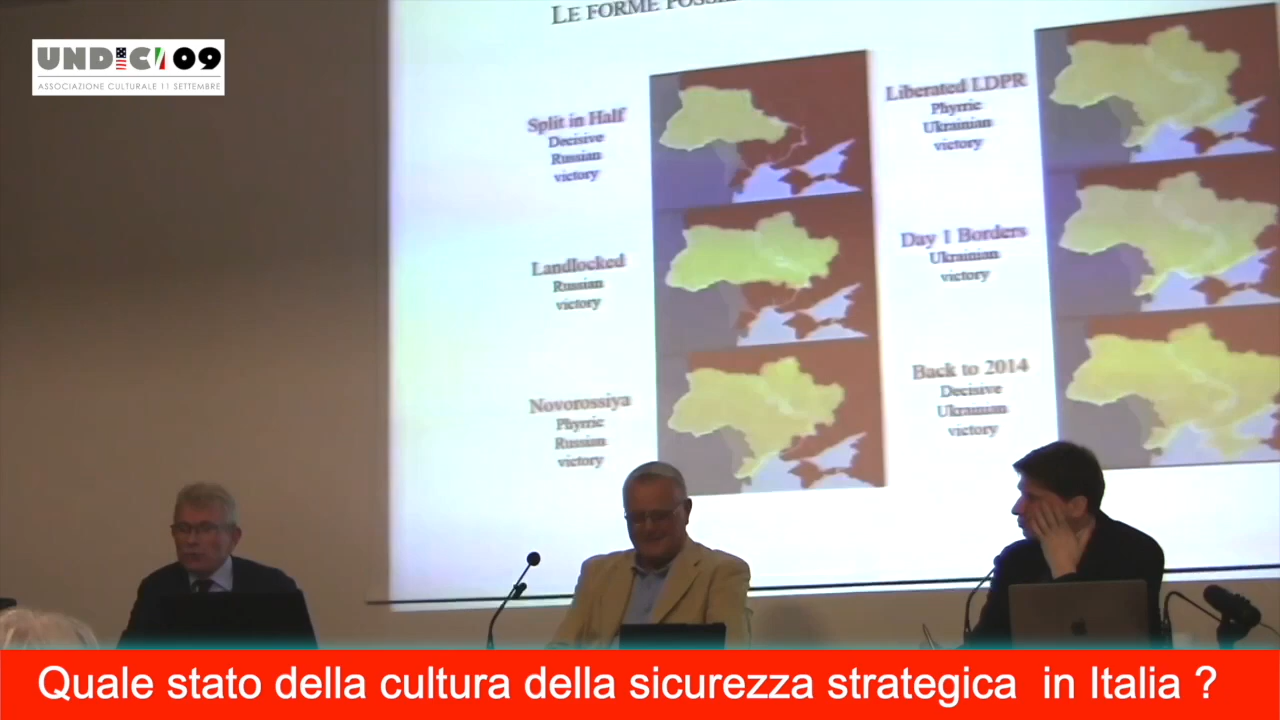 UNDICI09
ASSOCIAZIONE CULTURALE 11 SETTEMBRE
LE FORME
Split in Half
Decisive
Russian
victory
Landlocked
Russian
victory
Novorossiya
Phyrric
Russian
victory
Liberated LDPR
Phyrric
Ukrainian
victory
Day 1 Borders
Ukrainian
victory
Back to 2014
Decisive
Ukrainian
victory
Quale stato della cultura della sicurezza strategica in Italia ?